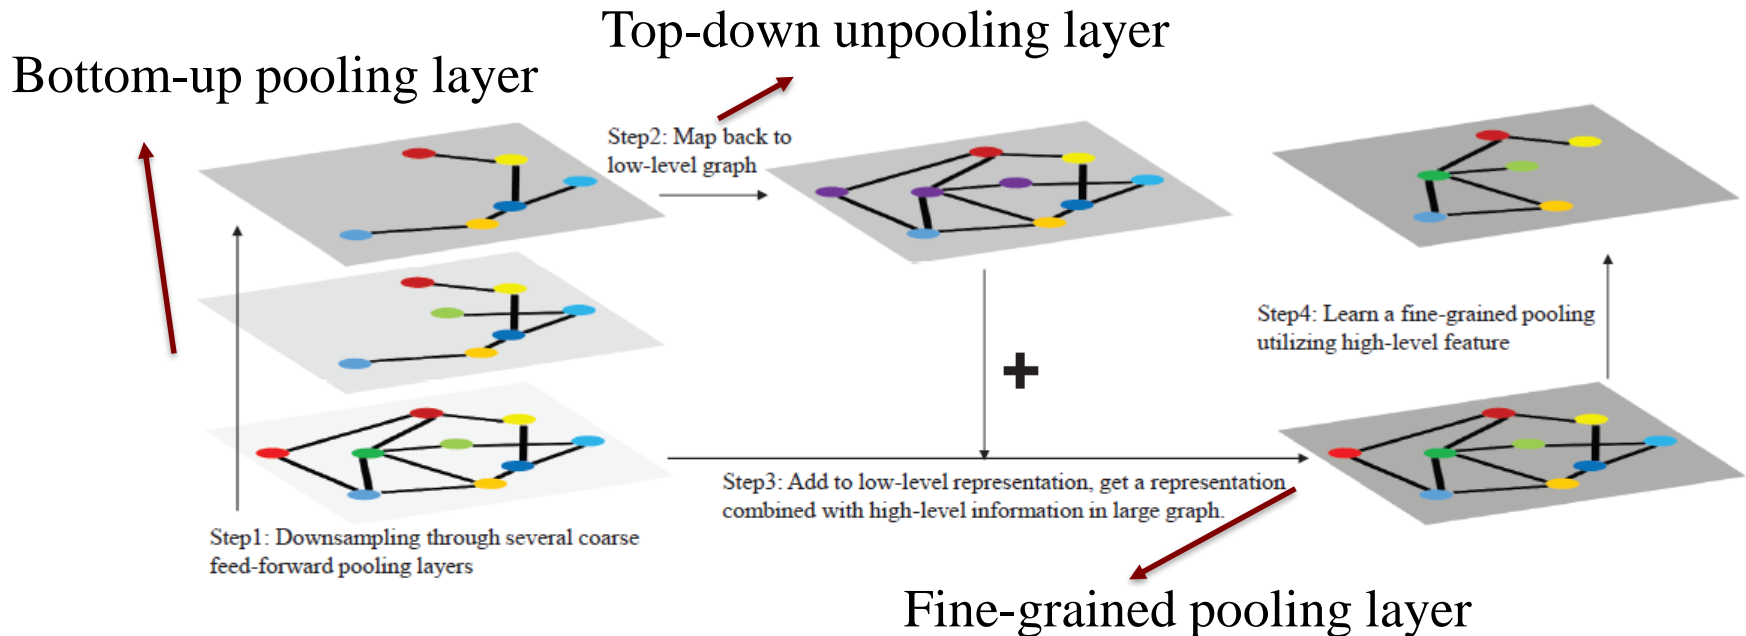 Top-down unpooling layer
Bottom-up pooling layer
Step2: Map back to
low-level graph
Step4: Learn a fine-grained pooling
utilizing high-level feature
+
Step3: Add to low-level representation, get a representation
combined with high-level information in large graph.
Step1: Downsampling through several coarse
feed-forward pooling layers
Fine-grained pooling layer